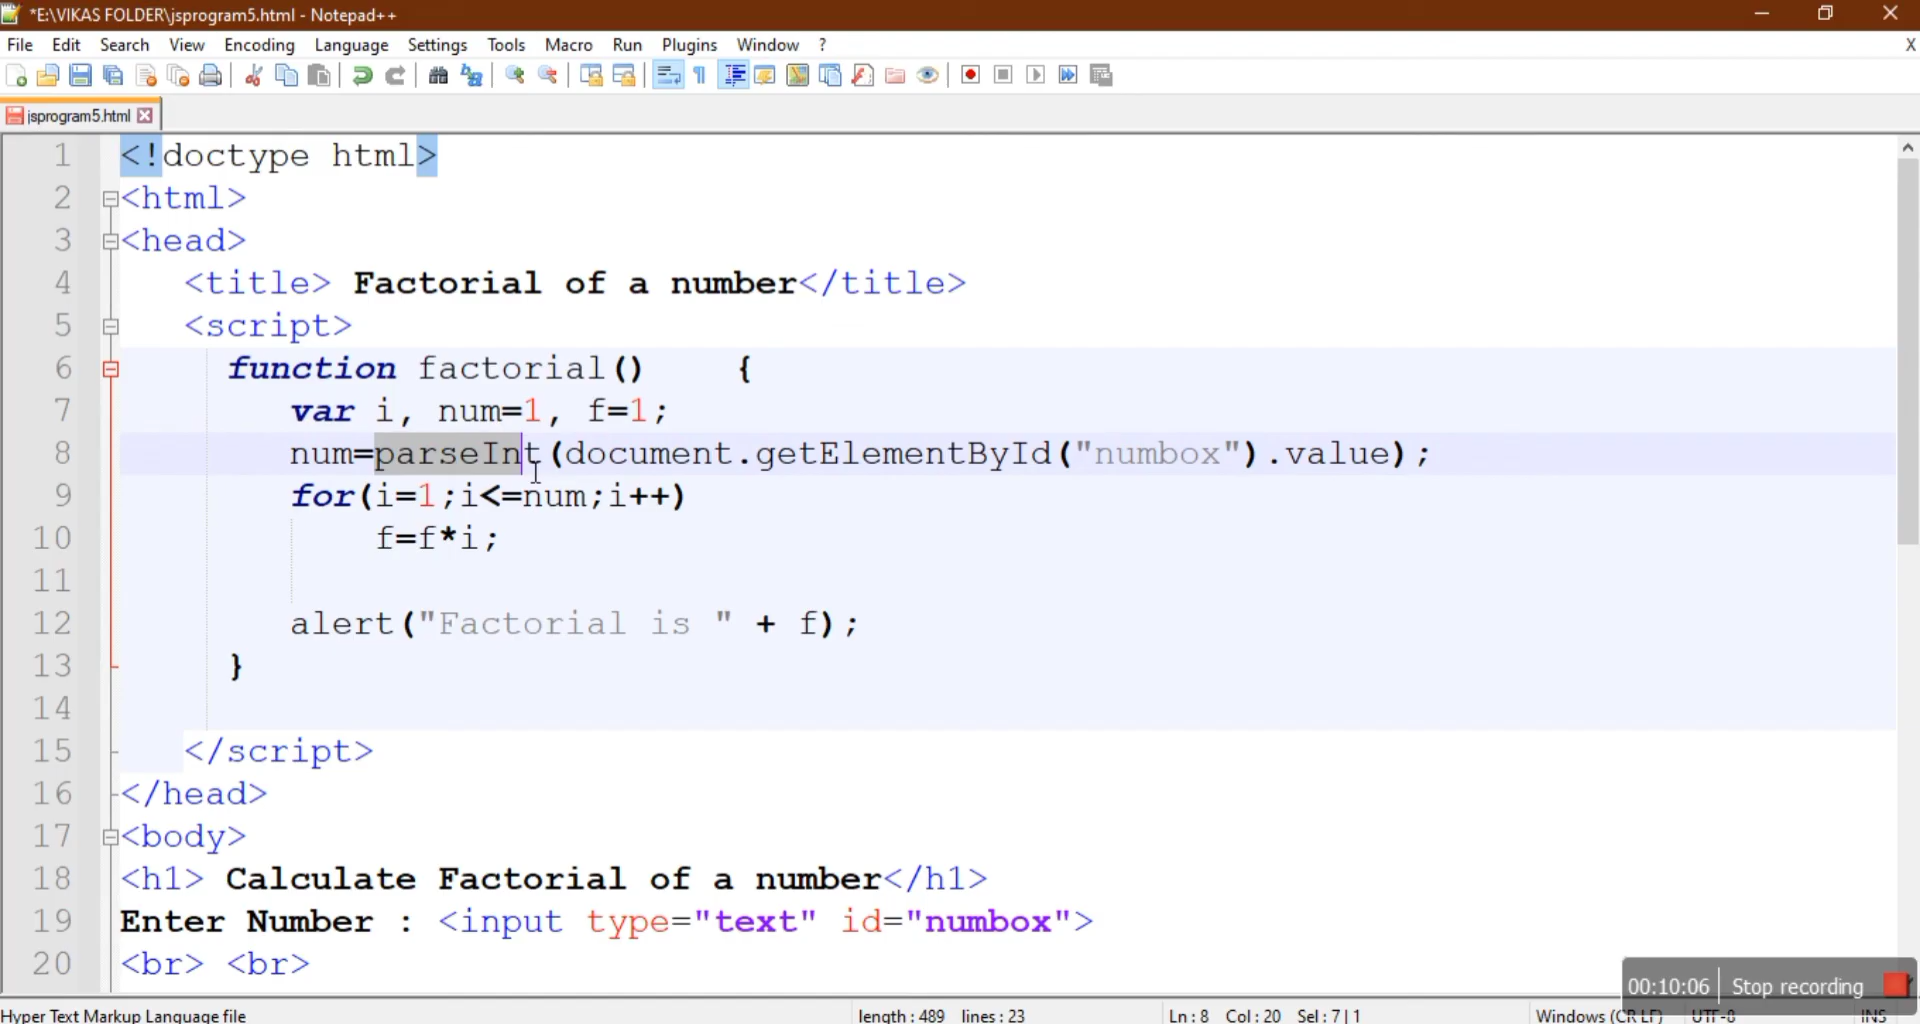 *E:\VIKAS FOLDER\jsprogram5.html - Notepad++
File Edit Search View Encoding Language Settings Tools Macro Run Plugins Window ? X
jsprogram5.html
1 <!doctype html>
2 <html>
3 <head>
4 <title> Factorial of a number</title>
5 <script>
6 function factorial() {
7 var i, num=1, f=1;
8 num=parseInt(document.getElementById("numbox").value);
9 for(i=1;i<=num;i++)
10 f=f*i;
11
12 alert("Factorial is " + f);
13 }
14
15 </script>
16 </head>
17 <body>
18 <h1> Calculate Factorial of a number</h1>
19 Enter Number : <input type="text" id="numbox">
20 <br> <br>
00:10:06 Stop recording
Hyper Text Markup Language file length : 489 lines : 23 Ln : 8 Col : 20 Sel : 7 | 1 Windows (CR LF) UTF-8 INS